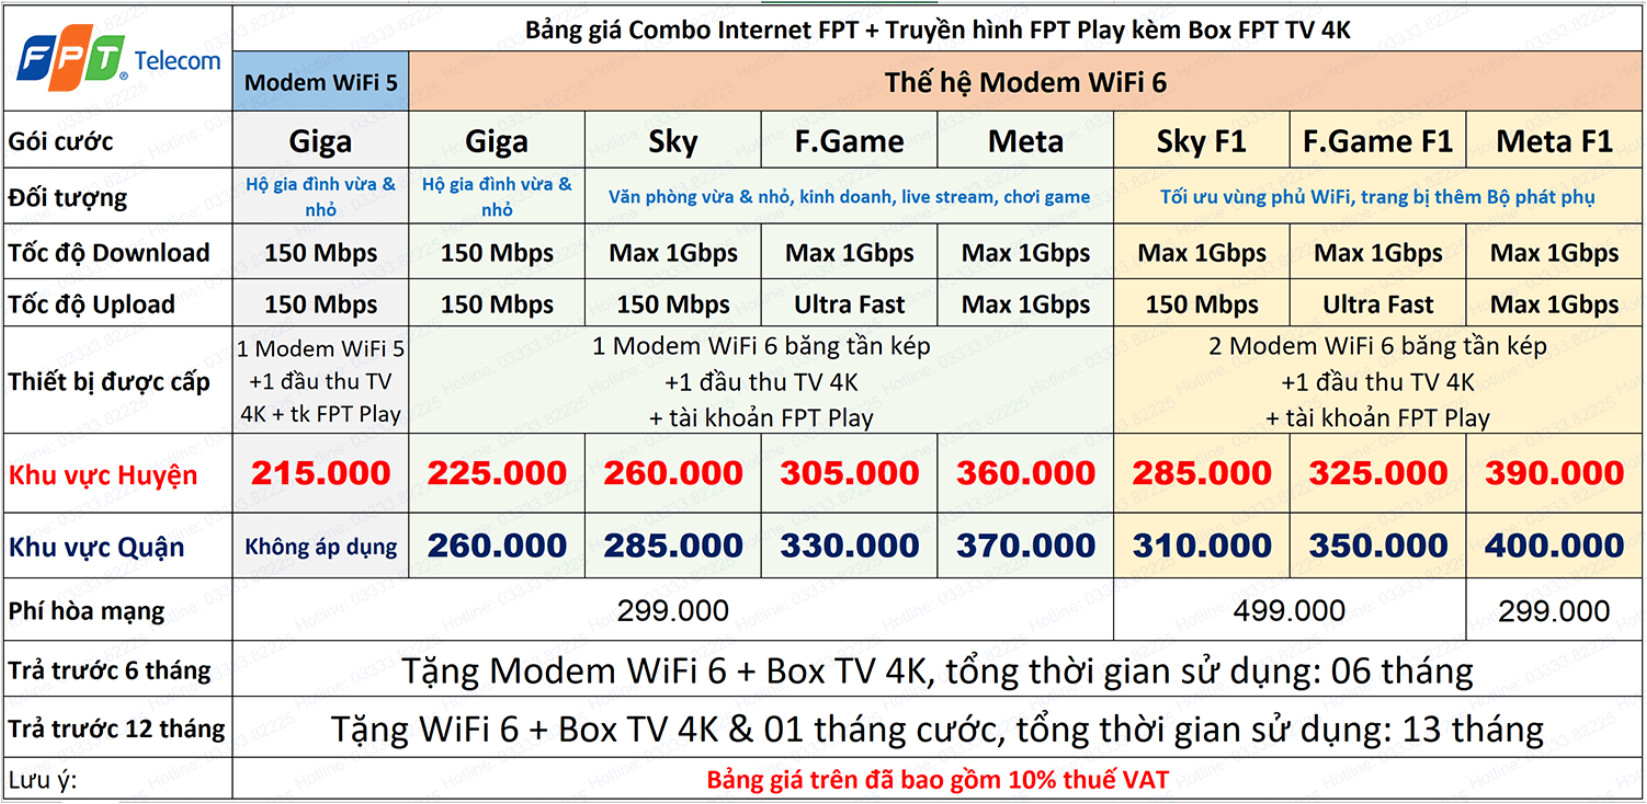 Bảng giá Combo Internet FPT + Truyền hình FPT Play kèm Box FPT TV 4K
FPT® Telecom
Modem WiFi 5 Thế hệ Modem WiFi 6
Gói cước Giga Giga Sky F.Game Meta Sky F1 F.Game F1 Meta F1
Đối tượng Hộ gia đình vừa & nhỏ Hộ gia đình vừa & nhỏ Văn phòng vừa & nhỏ, kinh doanh, live stream, chơi game Tối ưu vùng phủ WiFi, trang bị thêm Bộ phát phụ
Tốc độ Download 150 Mbps 150 Mbps Max 1Gbps Max 1Gbps Max 1Gbps Max 1Gbps Max 1Gbps Max 1Gbps
Tốc độ Upload 150 Mbps 150 Mbps 150 Mbps Ultra Fast Max 1Gbps 150 Mbps Ultra Fast Max 1Gbps
Thiết bị được cấp
1 Modem WiFi 5
+1 đầu thu TV
4K + tk FPT Play
1 Modem WiFi 6 băng tần kép
+1 đầu thu TV 4K
+ tài khoản FPT Play
2 Modem WiFi 6 băng tần kép
+1 đầu thu TV 4K
+ tài khoản FPT Play
Khu vực Huyện 215.000 225.000 260.000 305.000 360.000 285.000 325.000 390.000
Khu vực Quận Không áp dụng 260.000 285.000 330.000 370.000 310.000 350.000 400.000
Phí hòa mạng 299.000 499.000 299.000
Trả trước 6 tháng Tặng Modem WiFi 6 + Box TV 4K, tổng thời gian sử dụng: 06 tháng
Trả trước 12 tháng Tặng WiFi 6 + Box TV 4K & 01 tháng cước, tổng thời gian sử dụng: 13 tháng
Lưu ý: Bảng giá trên đã bao gồm 10% thuế VAT
Hotline: 03333.82225